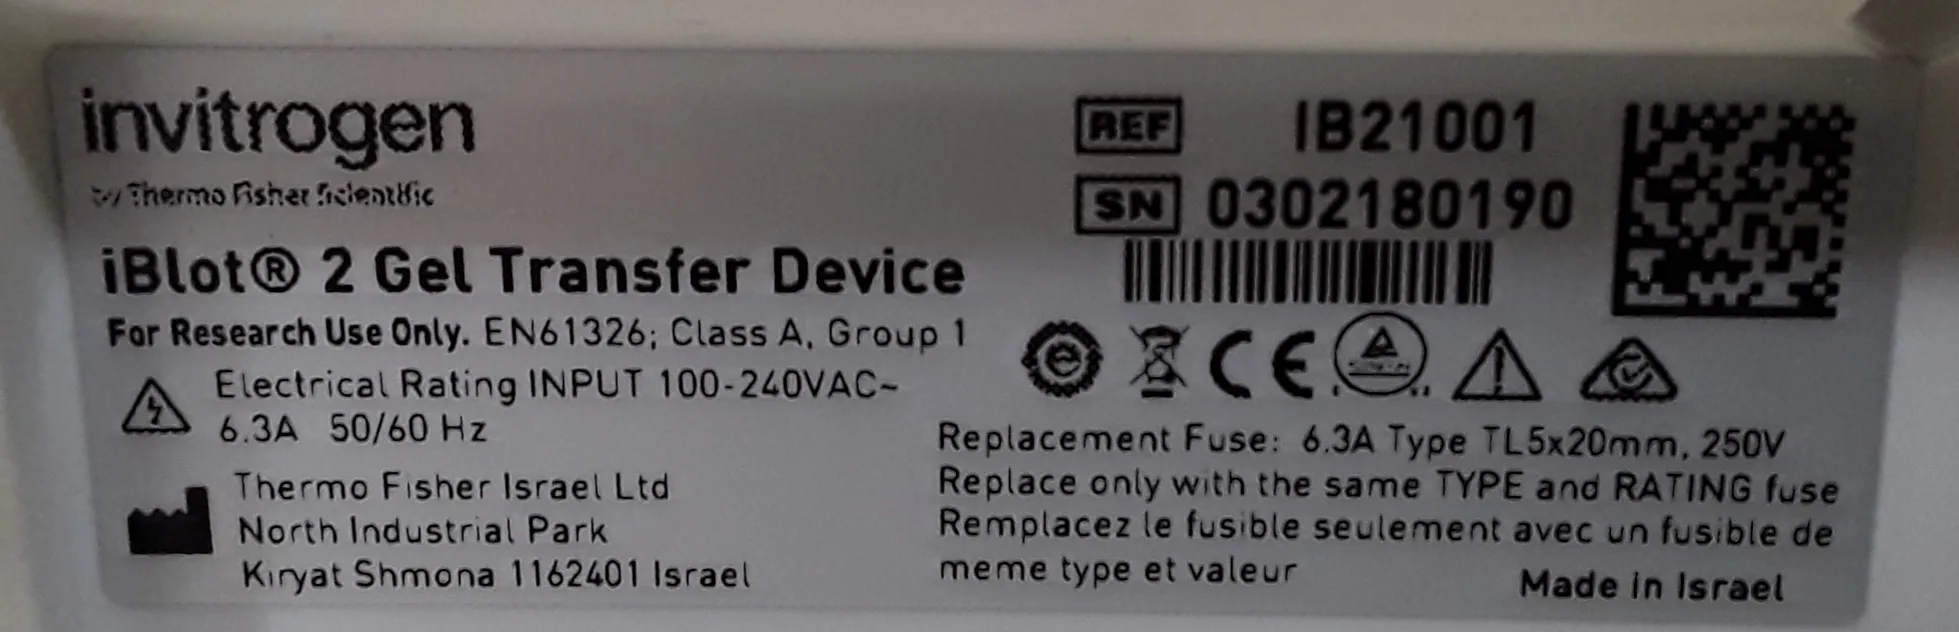 invitrogen
by Thermo Fisher Scientific
iBlot® 2 Gel Transfer Device
For Research Use Only. EN61326; Class A, Group 1
Electrical Rating INPUT 100-240VAC~
6.3A 50/60 Hz
Thermo Fisher Israel Ltd
North Industrial Park
Kiryat Shmona 1162401 Israel
REF IB21001
SN 0302180190
CE
Replacement Fuse: 6.3A Type TL5x20mm, 250V
Replace only with the same TYPE and RATING fuse
Remplacez le fusible seulement avec un fusible de
meme type et valeur
Made in Israel